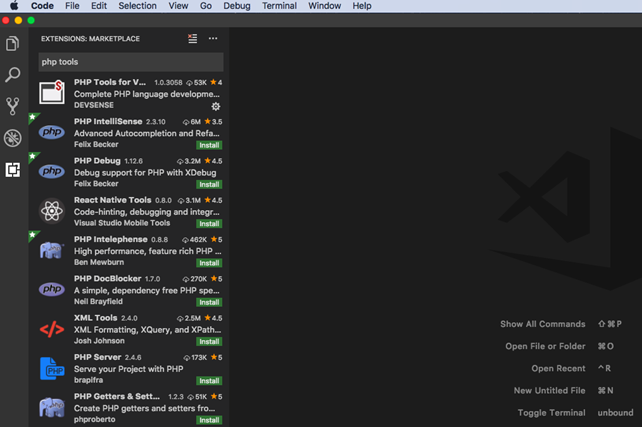 Code File Edit Selection View Go Debug Terminal Window Help
EXTENSIONS: MARKETPLACE
php tools
PHP Tools for V... 1.0.3058 53K 4
Complete PHP language developme...
DEVSENSE
php
PHP IntelliSense 2.3.10 6M 3.5
Advanced Autocompletion and Refa...
Felix Becker Install
php
PHP Debug 1.12.6 3.2M 4.5
Debug support for PHP with XDebug
Felix Becker Install
React Native Tools 0.8.0 3.1M 4.5
Code-hinting, debugging and integr...
Visual Studio Mobile Tools Install
PHP Intelephense 0.8.8 462K 5
High performance, feature rich PHP ...
Ben Mewburn Install
php
PHP DocBlocker 1.7.0 270K 5
A simple, dependency free PHP spe...
Neil Brayfield Install
XML Tools 2.4.0 2.5M 4.5
XML Formatting, XQuery, and XPath...
Josh Johnson Install
PHP Server 2.4.6 173K 5
Serve your Project with PHP
brapifra Install
PHP Getters & Sett... 1.2.3 51K 5
Create PHP getters and setters fro...
phproberto Install
Show All Commands ⇧⌘P
Open File or Folder ⌘O
Open Recent ⌃R
New Untitled File ⌘N
Toggle Terminal unbound